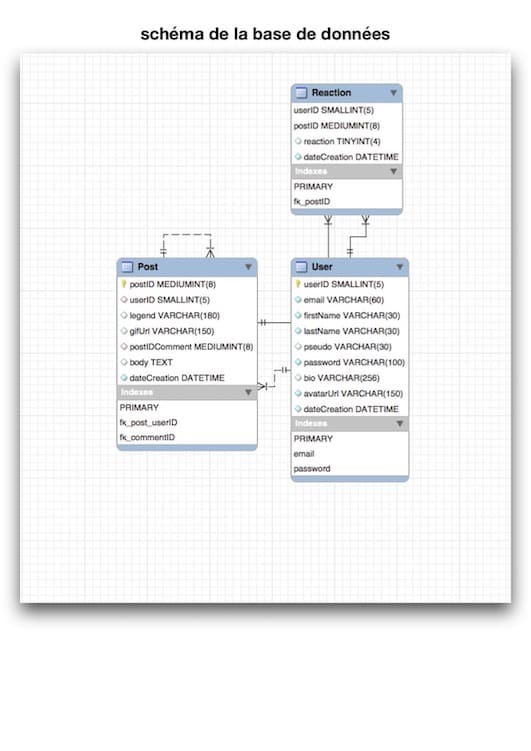 schéma de la base de données
Reaction
userID SMALLINT(5)
postID MEDIUMINT(8)
reaction TINYINT(4)
dateCreation DATETIME
Indexes
PRIMARY
fk_postID
Post
postID MEDIUMINT(8)
userID SMALLINT(5)
legend VARCHAR(180)
gifUrl VARCHAR(150)
postIDComment MEDIUMINT(8)
body TEXT
dateCreation DATETIME
Indexes
PRIMARY
fk_post_userID
fk_commentID
User
userID SMALLINT(5)
email VARCHAR(60)
firstName VARCHAR(30)
lastName VARCHAR(30)
pseudo VARCHAR(30)
password VARCHAR(100)
bio VARCHAR(256)
avatarUrl VARCHAR(150)
dateCreation DATETIME
Indexes
PRIMARY
email
password